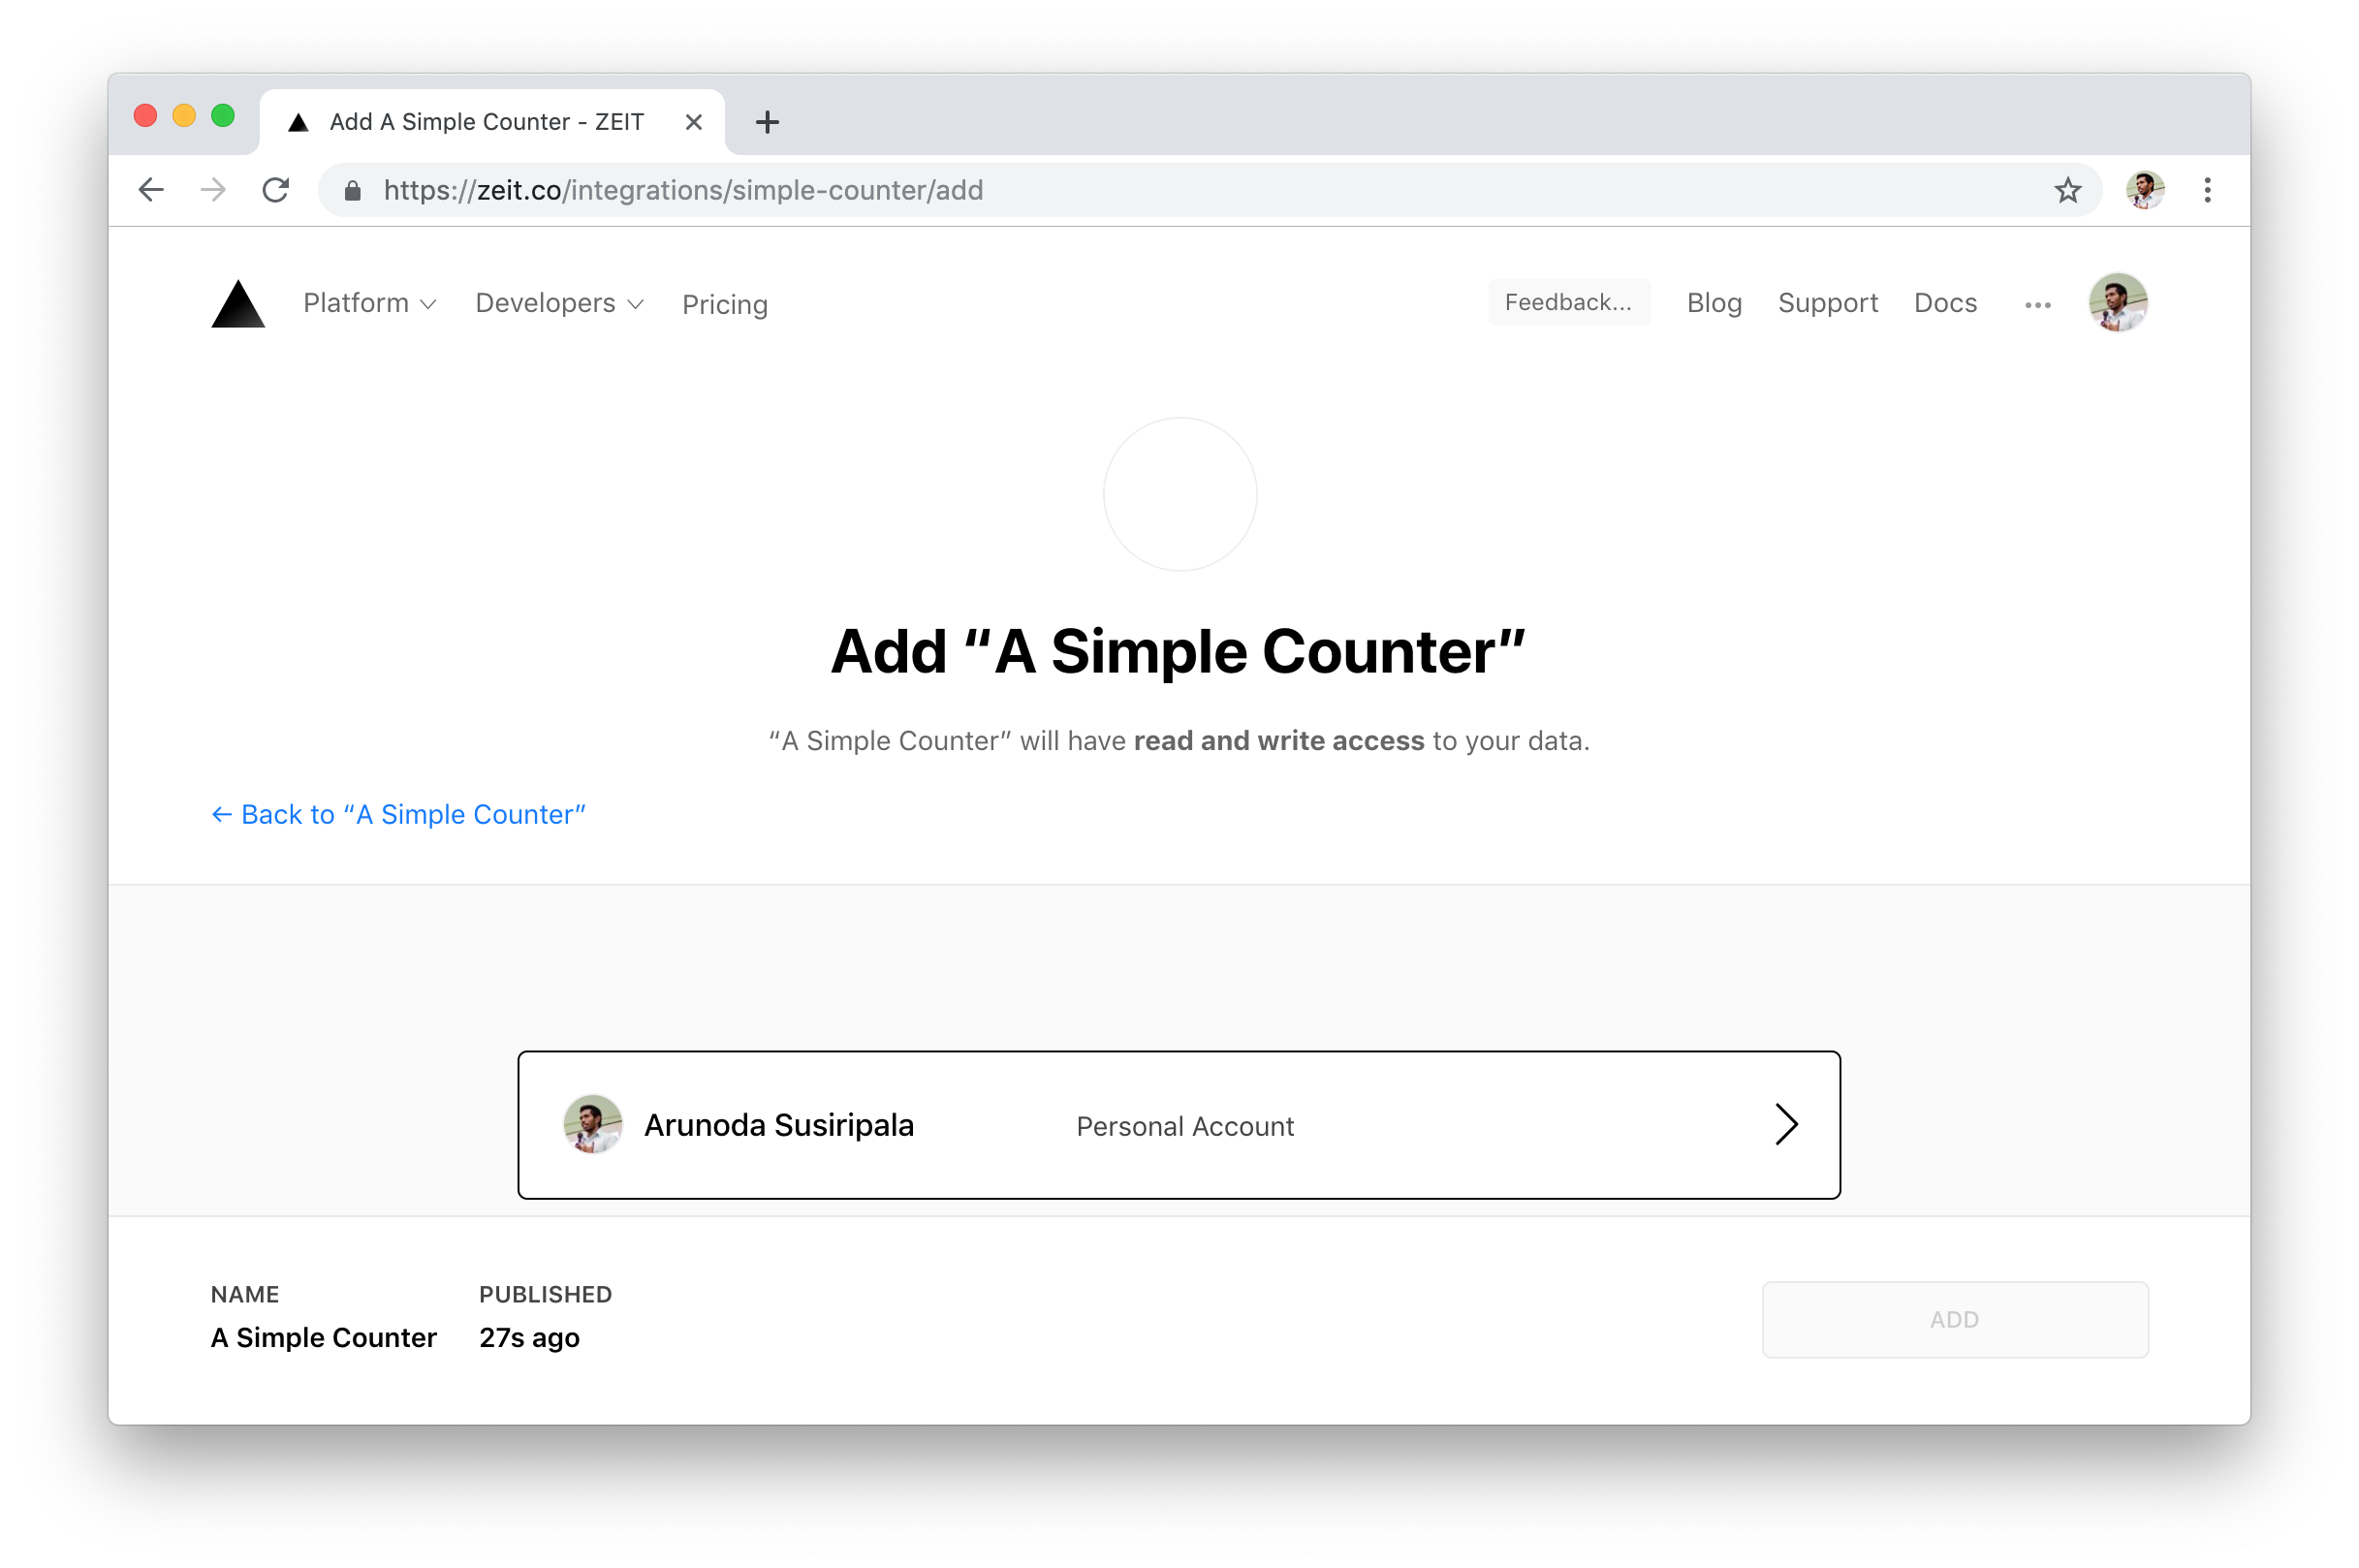 Add A Simple Counter - ZEIT
https://zeit.co/integrations/simple-counter/add
Platform Developers Pricing Feedback... Blog Support Docs
Add “A Simple Counter”
“A Simple Counter” will have read and write access to your data.
← Back to “A Simple Counter”
Arunoda Susiripala Personal Account
NAME PUBLISHED
A Simple Counter 27s ago
ADD